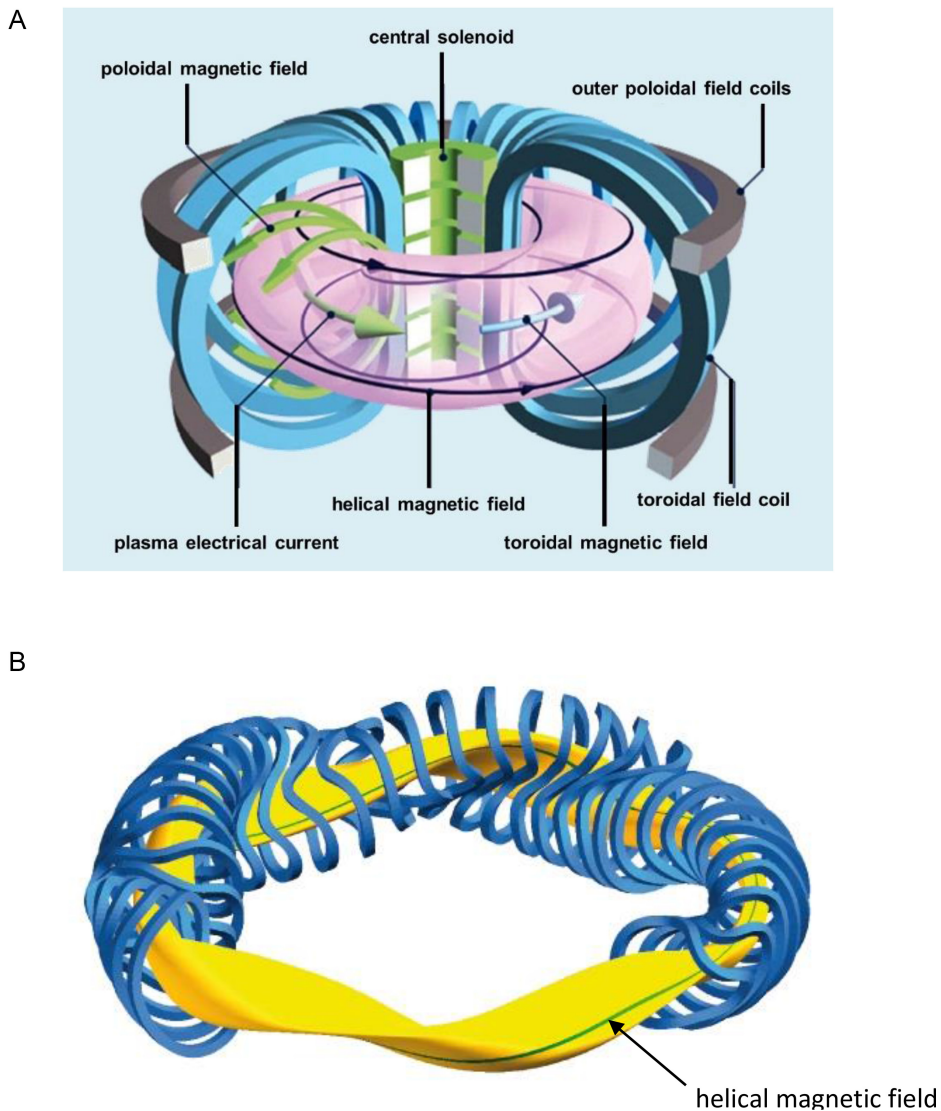 A
central solenoid
poloidal magnetic field
outer poloidal field coils
helical magnetic field
toroidal field coil
plasma electrical current
toroidal magnetic field
B
helical magnetic field